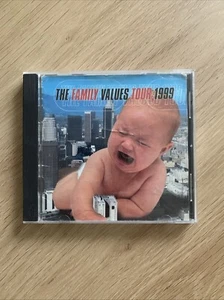 THE FAMILY VALUES TOUR 1999